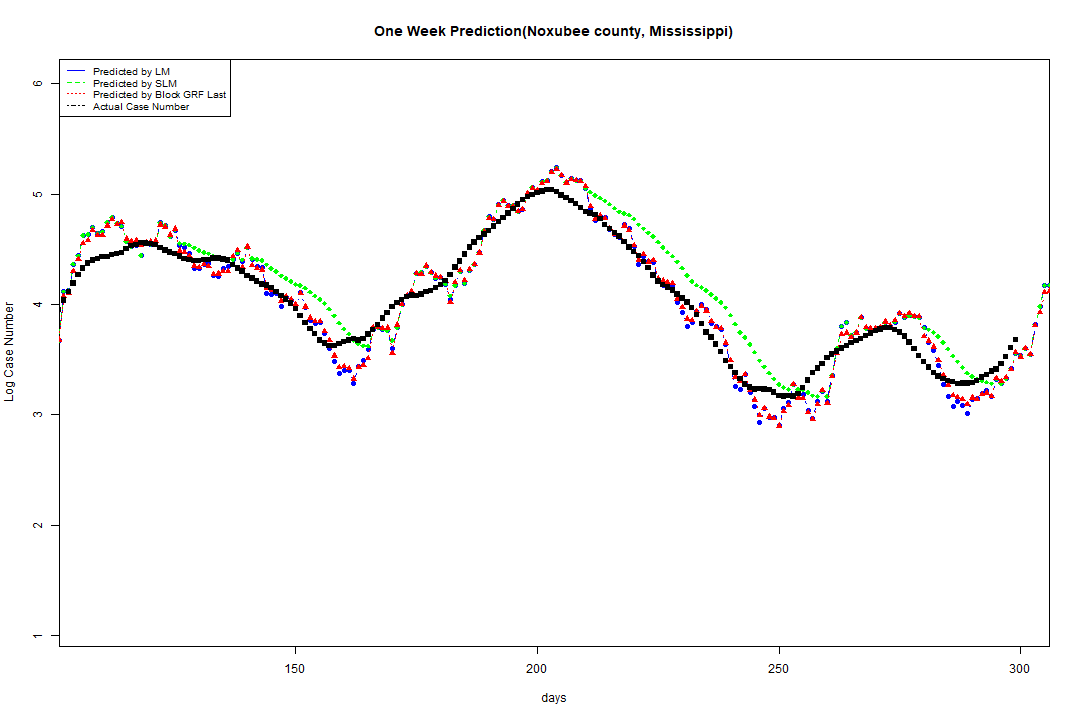 One Week Prediction(Noxubee county, Mississippi)
Predicted by LM
Predicted by SLM
Predicted by Block GRF Last
Actual Case Number
6
5
4
3
2
1
Log Case Number
150 200 250 300
days